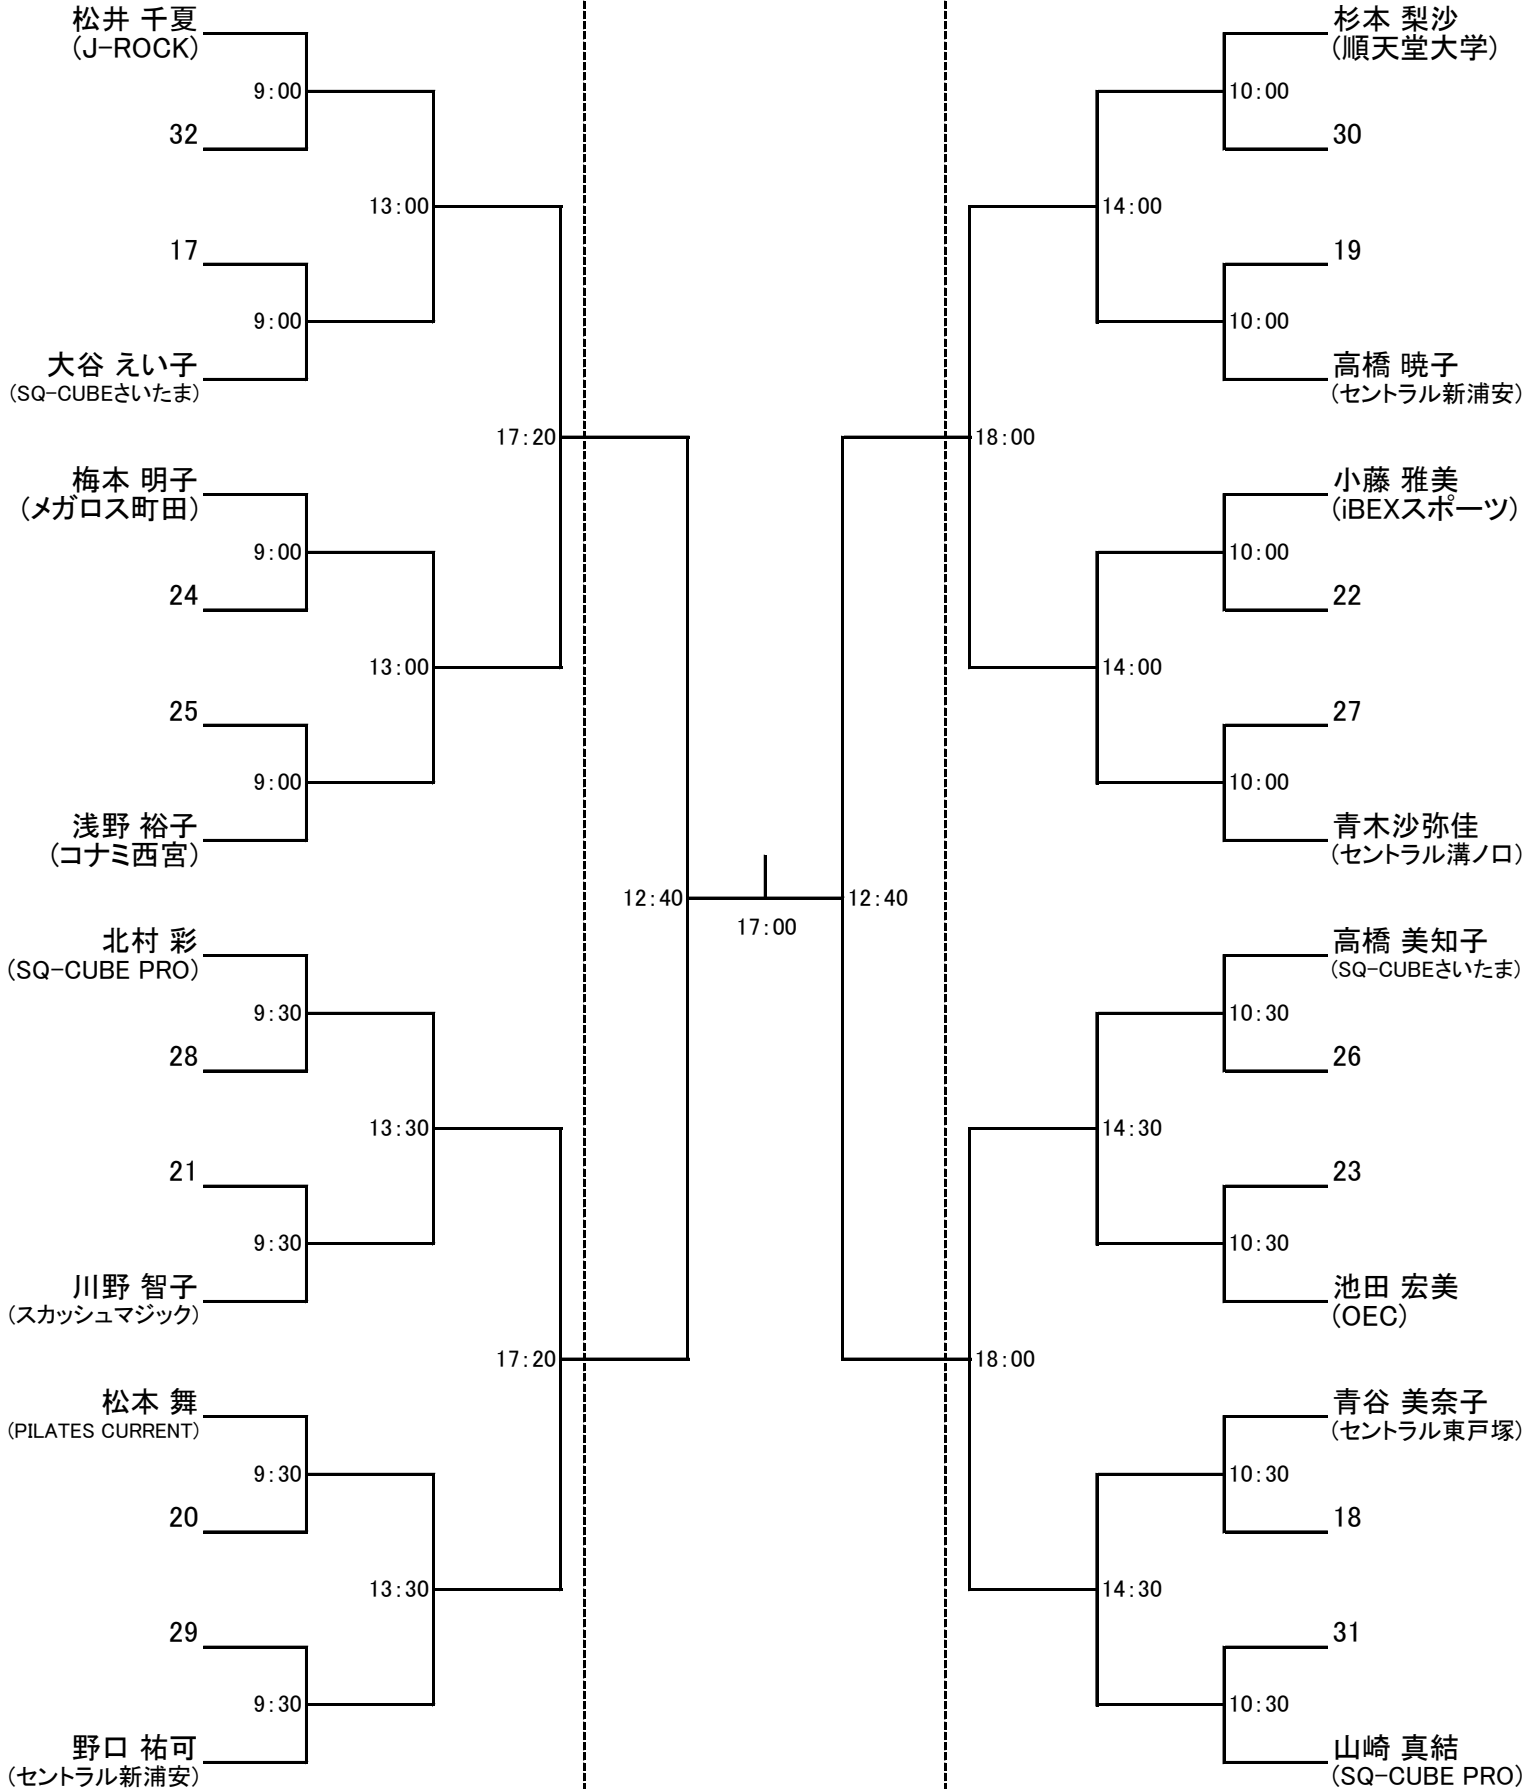 松井 千夏
(J-ROCK)
9:00
32
13:00
17
9:00
大谷 えい子
(SQ-CUBEさいたま)
17:20
梅本 明子
(メガロス町田)
9:00
24
13:00
25
9:00
浅野 裕子
(コナミ西宮)
12:40
北村 彩
(SQ-CUBE PRO)
9:30
28
13:30
21
9:30
川野 智子
(スカッシュマジック)
17:20
松本 舞
(PILATES CURRENT)
9:30
20
13:30
29
9:30
野口 祐可
(セントラル新浦安)
17:00
杉本 梨沙
(順天堂大学)
10:00
30
14:00
19
10:00
高橋 暁子
(セントラル新浦安)
18:00
小藤 雅美
(iBEXスポーツ)
10:00
22
14:00
27
10:00
青木沙弥佳
(セントラル溝ノ口)
12:40
高橋 美知子
(SQ-CUBEさいたま)
10:30
26
14:30
23
10:30
池田 宏美
(OEC)
18:00
青谷 美奈子
(セントラル東戸塚)
10:30
18
14:30
31
10:30
山崎 真結
(SQ-CUBE PRO)